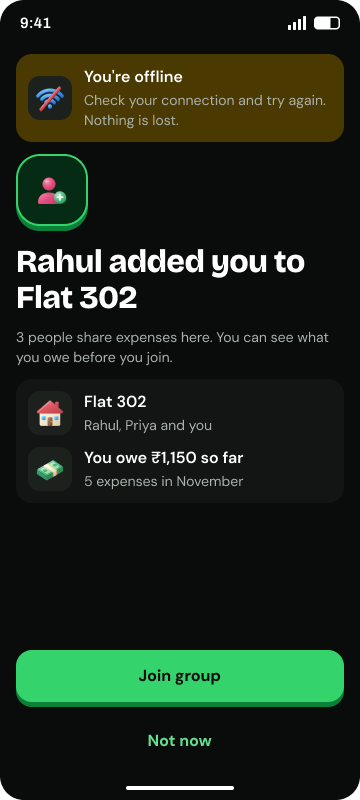 9:41
You're offline
Check your connection and try again.
Nothing is lost.
Rahul added you to
Flat 302
3 people share expenses here. You can see what
you owe before you join.
Flat 302
Rahul, Priya and you
You owe ₹1,150 so far
5 expenses in November
Join group
Not now